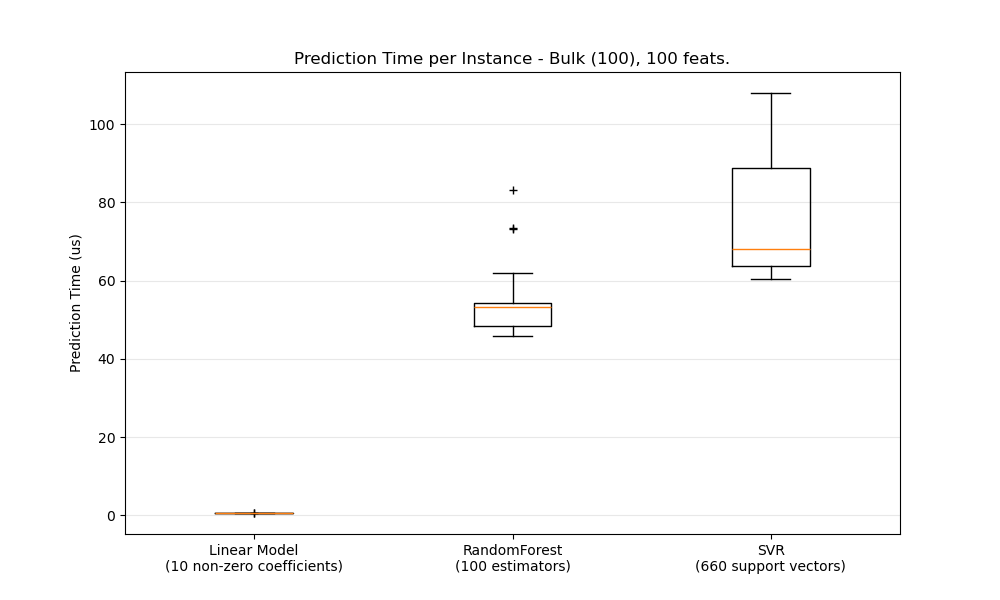 Prediction Time per Instance - Bulk (100), 100 feats.
Prediction Time (us)
100
80
60
40
20
0
Linear Model
(10 non-zero coefficients)
RandomForest
(100 estimators)
SVR
(660 support vectors)